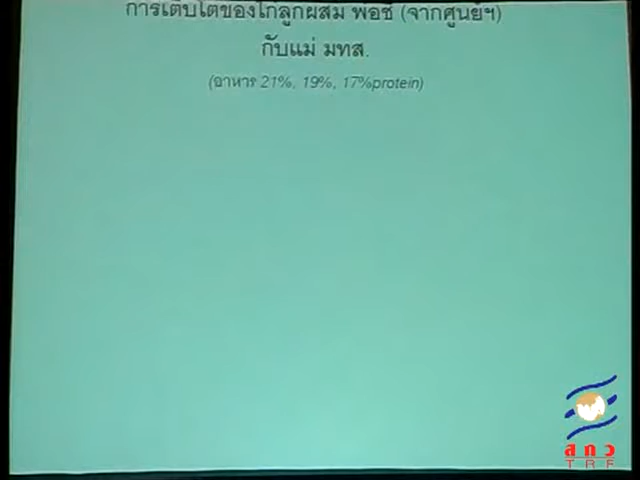 การเติบโตของไก่ลูกผสม พ่อชี (จากศูนย์ฯ)
กับแม่ มทส.
(อาหาร 21%, 19%, 17%protein)
สกว
TRF